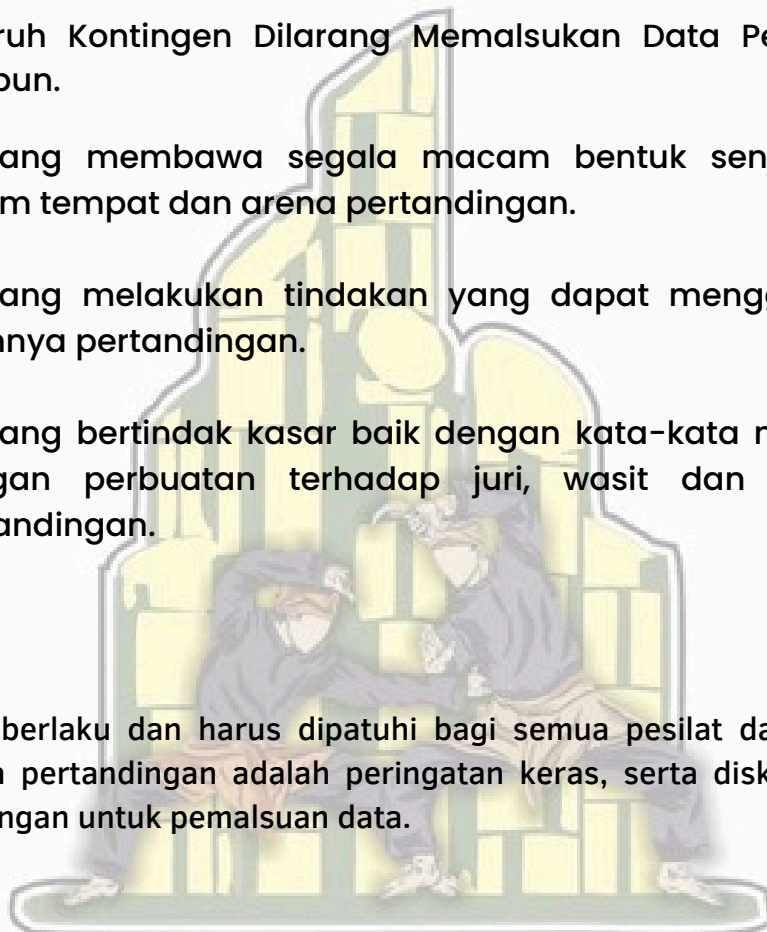 ruh Kontingen Dilarang Memalsukan Data Pe
pun.
ang membawa segala macam bentuk sen
m tempat dan arena pertandingan.
ang melakukan tindakan yang dapat mengg
nnya pertandingan.
ang bertindak kasar baik dengan kata-kata
gan perbuatan terhadap juri, wasit dan
andingan.
berlaku dan harus dipatuhi bagi semua pesilat da
pertandingan adalah peringatan keras, serta disk
ngan untuk pemalsuan data.